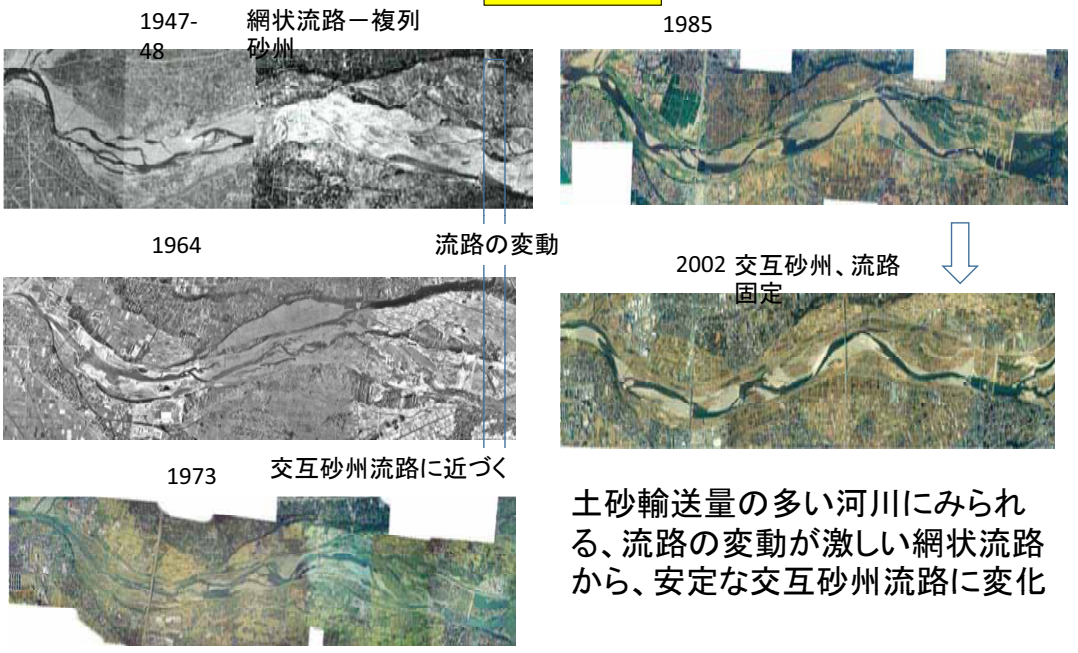 1947-
48
網状流路－複列
砂州
1985
1964
流路の変動
2002 交互砂州、流路
固定
1973
交互砂州流路に近づく
土砂輸送量の多い河川にみられ
る、流路の変動が激しい網状流路
から、安定な交互砂州流路に変化